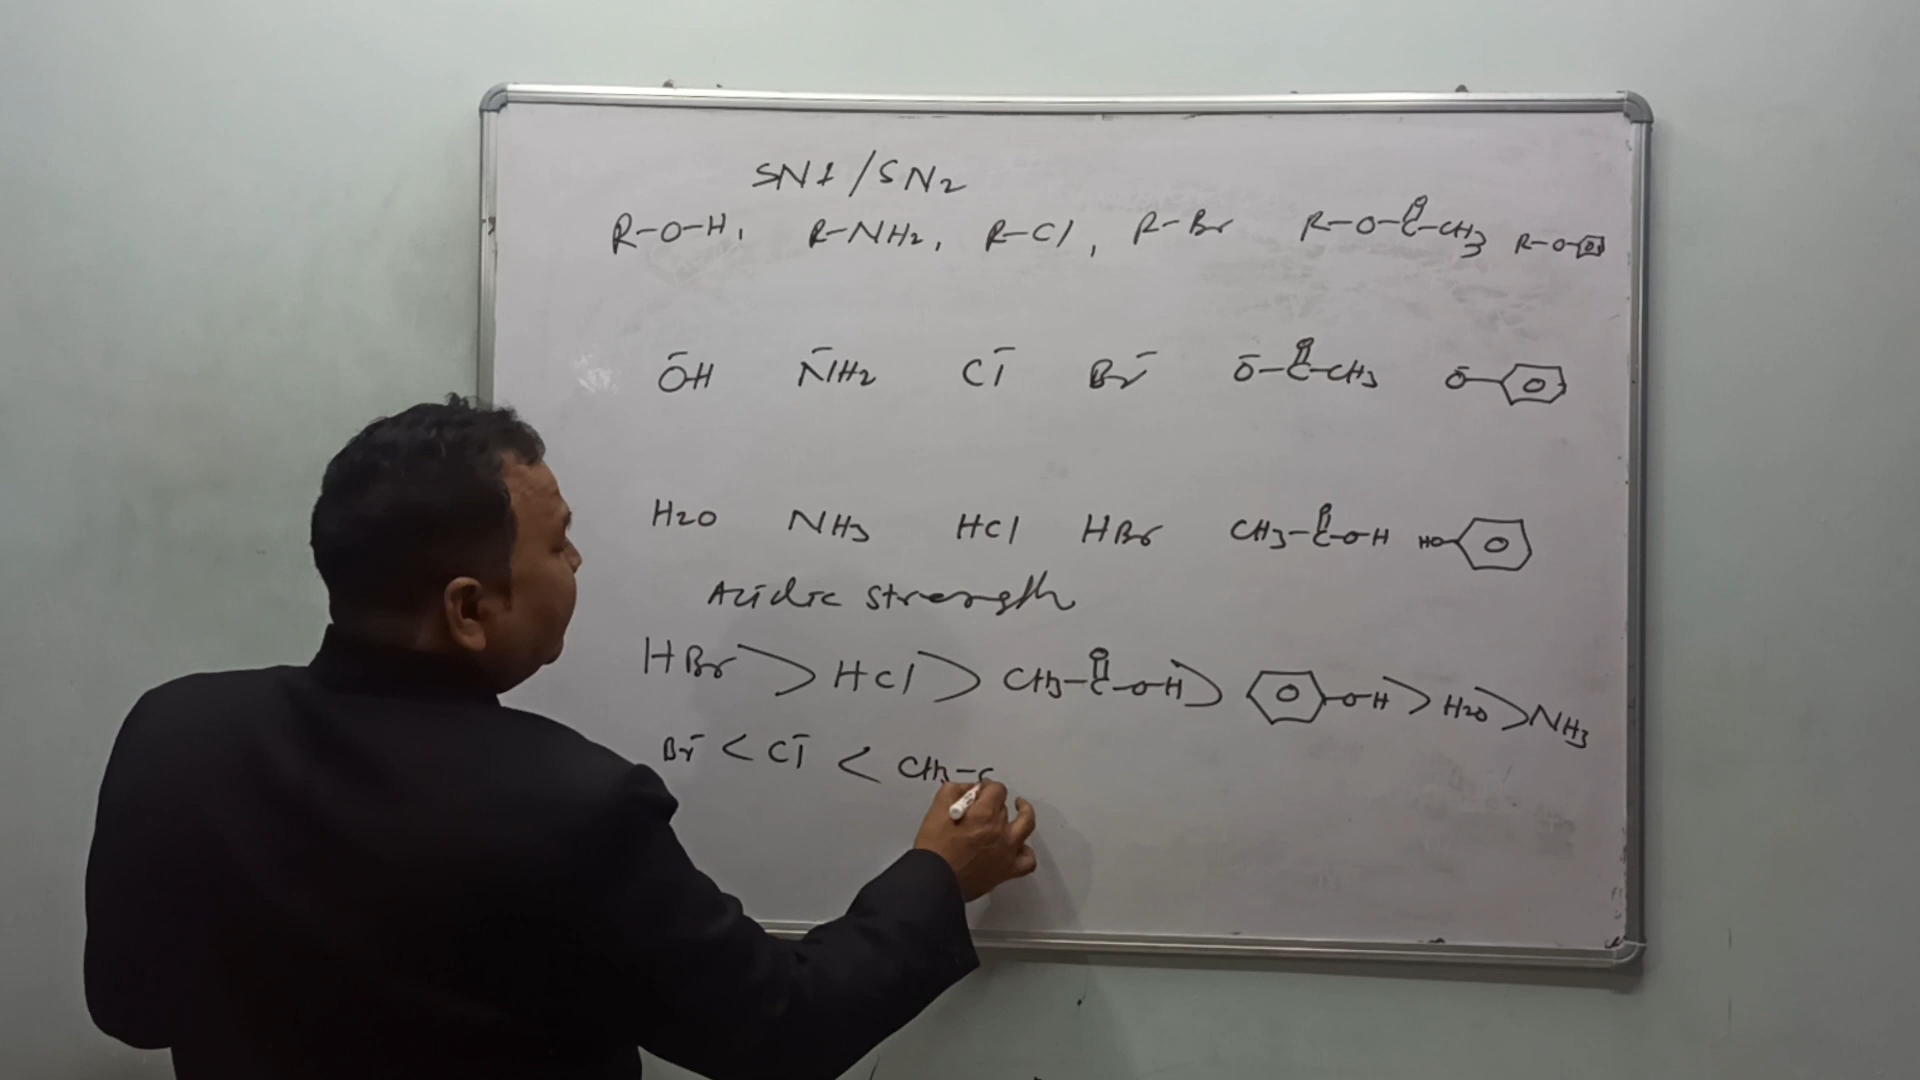 SN1/SN2
R-O-H, R-NH2, R-Cl, R-Br R-O-C-CH3 R-O-
ŌH N̄H2 Cl̄ Br̄ Ō-C-CH3 Ō-
H2O NH3 HCl HBr CH3-C-O-H HO-
Acidic strength
HBr > HCl > CH3-C-O-H > -O-H > H2O > NH3
Br̄ < Cl̄ < CH3-C